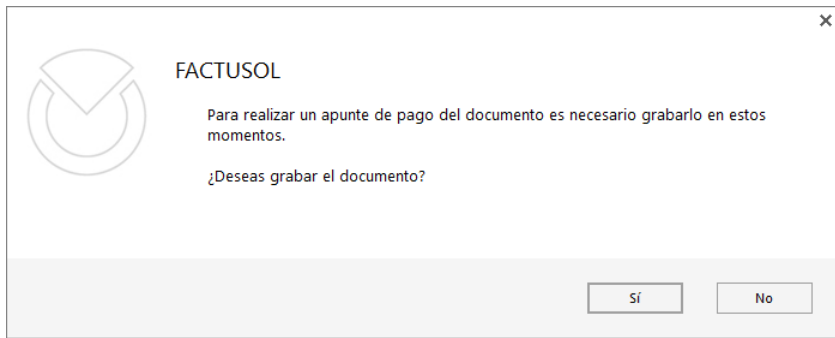 FACTUSOL
Para realizar un apunte de pago del documento es necesario grabarlo en estos
momentos.
¿Deseas grabar el documento?
Sí
No